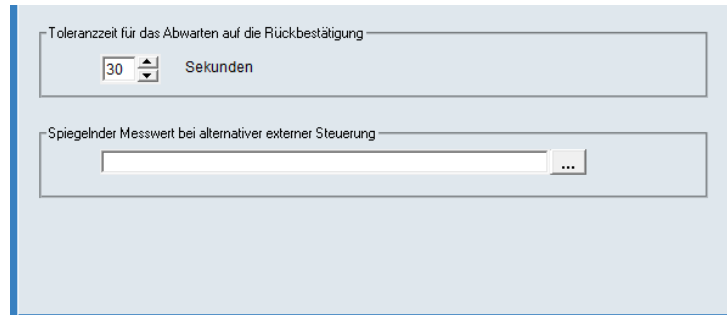 Toleranzzeit für das Abwarten auf die Rückbestätigung
30 Sekunden
Spiegelnder Messwert bei alternativer externer Steuerung
...